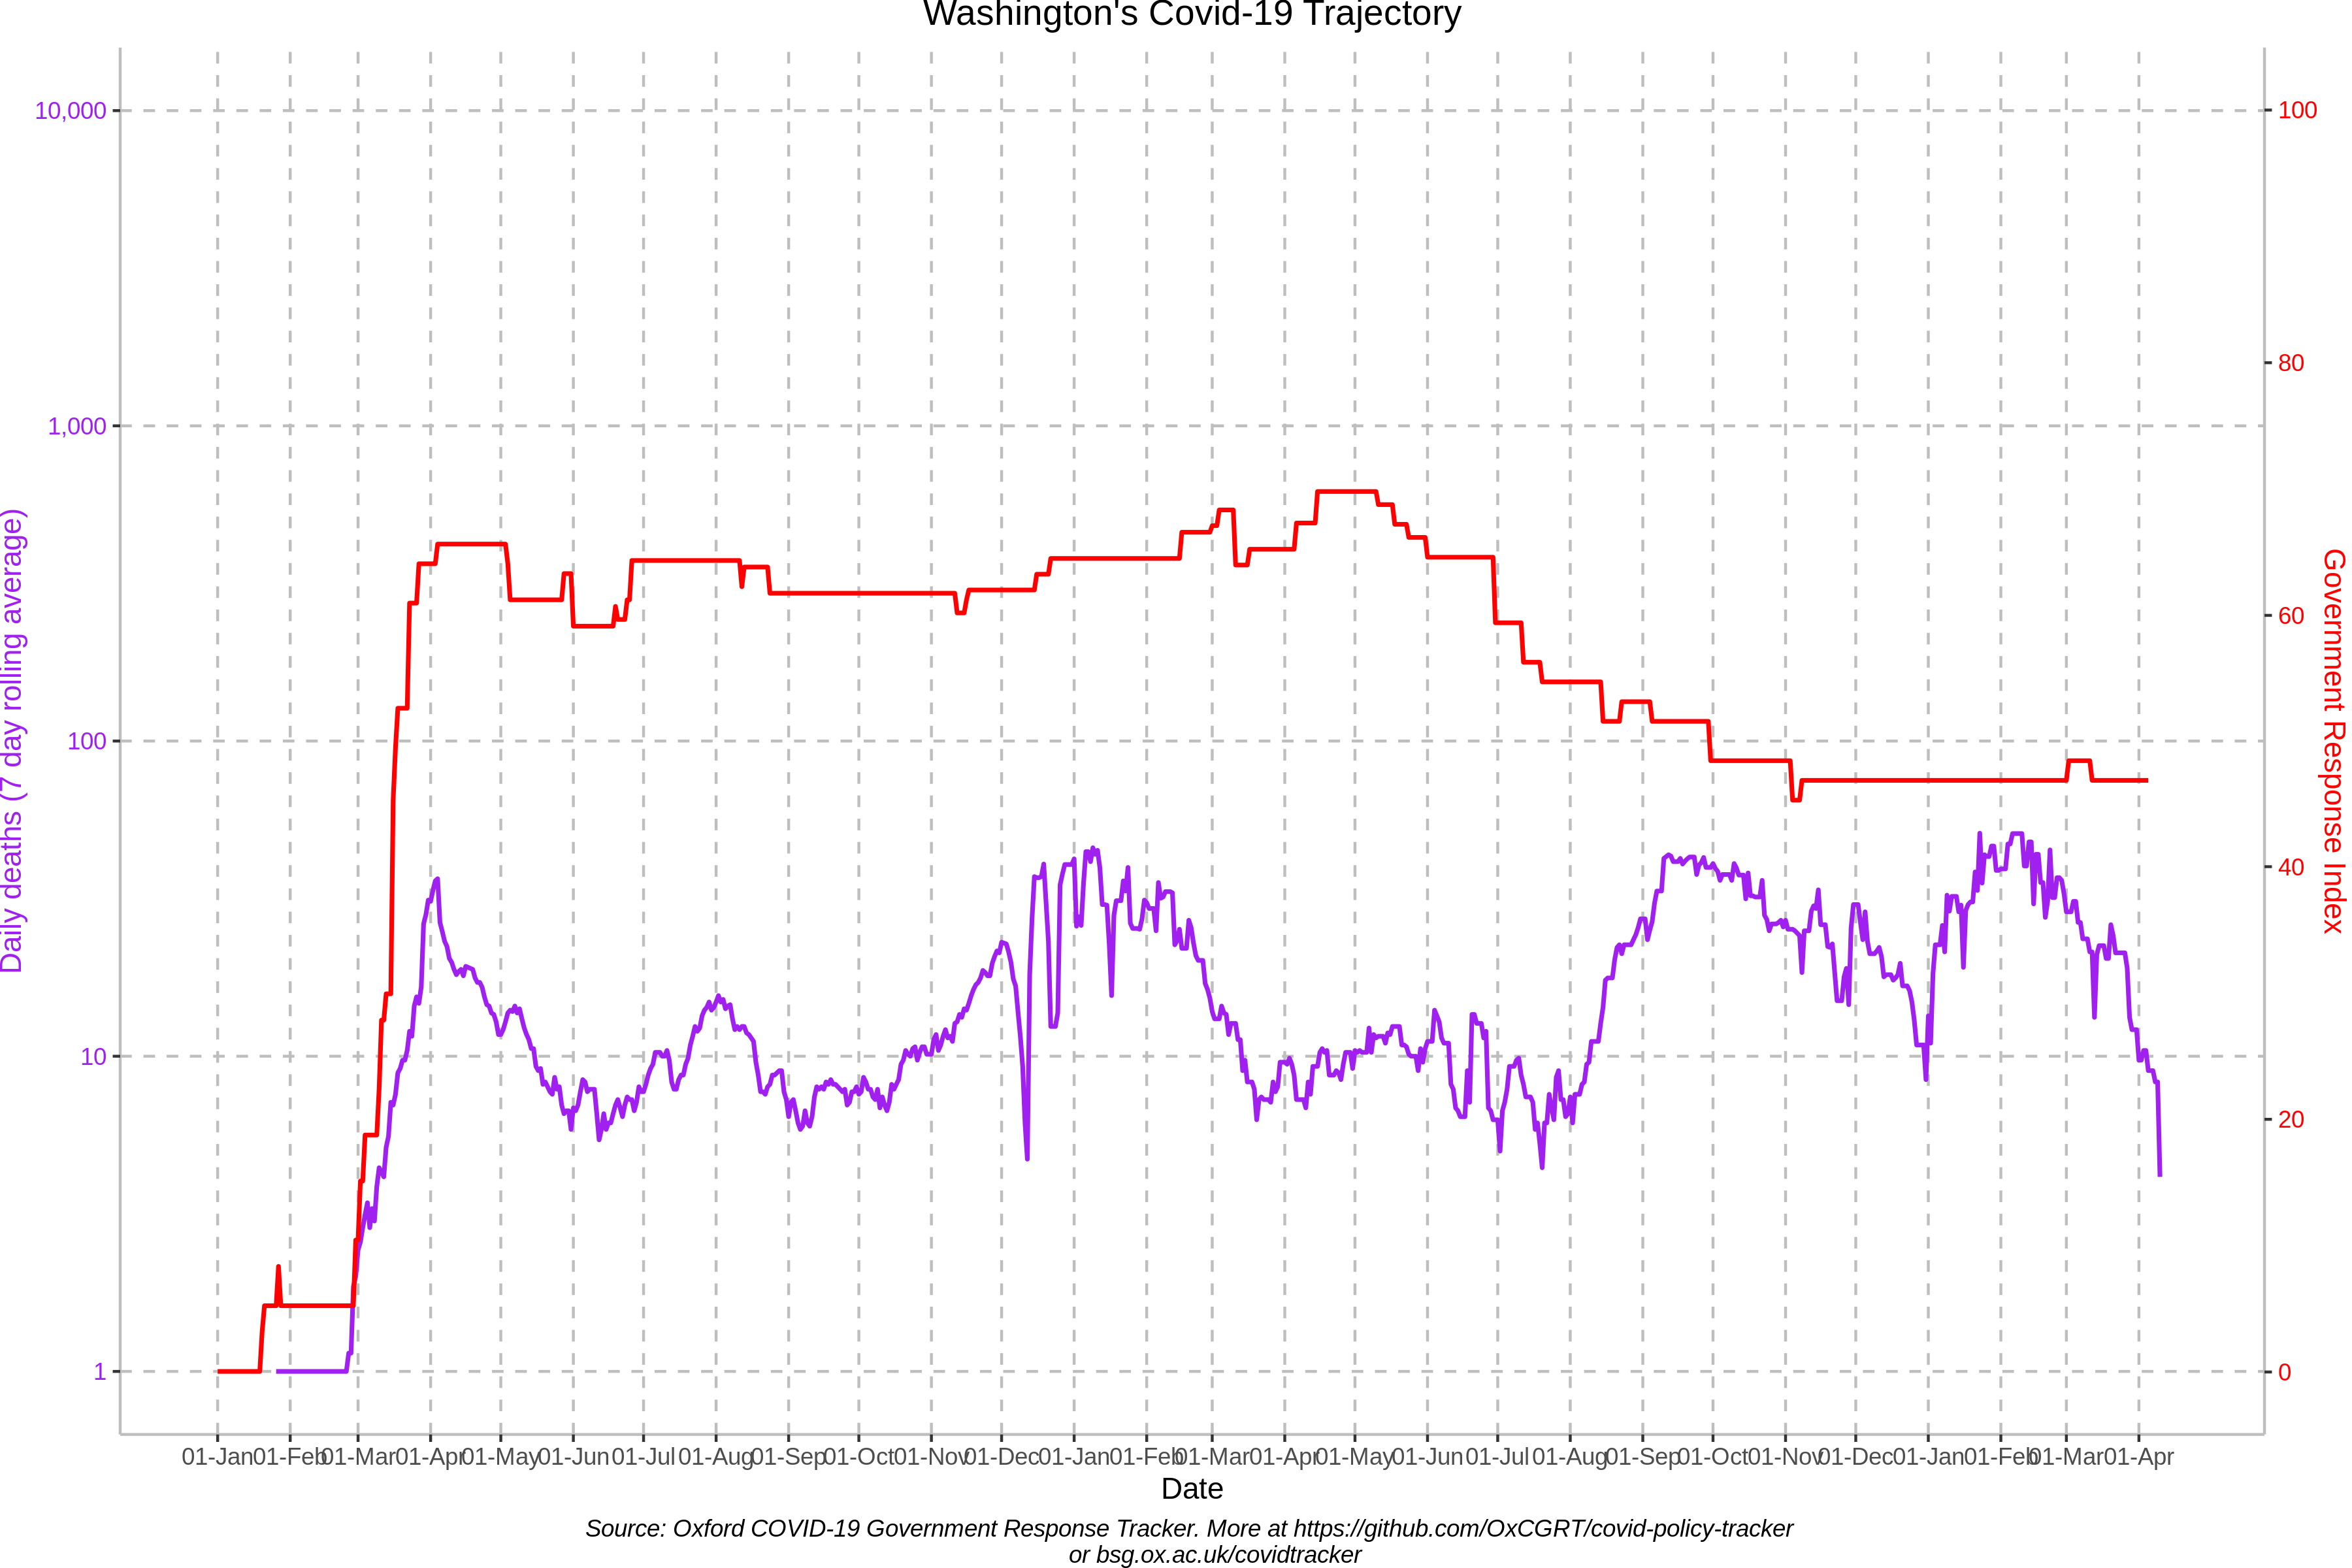 Washington's Covid-19 Trajectory
10,000
1,000
100
10
1
Daily deaths (7 day rolling average)
100
80
60
40
20
0
Government Response Index
01-Jan 01-Feb 01-Mar 01-Apr 01-May 01-Jun 01-Jul 01-Aug 01-Sep 01-Oct 01-Nov 01-Dec 01-Jan 01-Feb 01-Mar 01-Apr 01-May 01-Jun 01-Jul 01-Aug 01-Sep 01-Oct 01-Nov 01-Dec 01-Jan 01-Feb 01-Mar 01-Apr
Date
Source: Oxford COVID-19 Government Response Tracker. More at https://github.com/OxCGRT/covid-policy-tracker
or bsg.ox.ac.uk/covidtracker